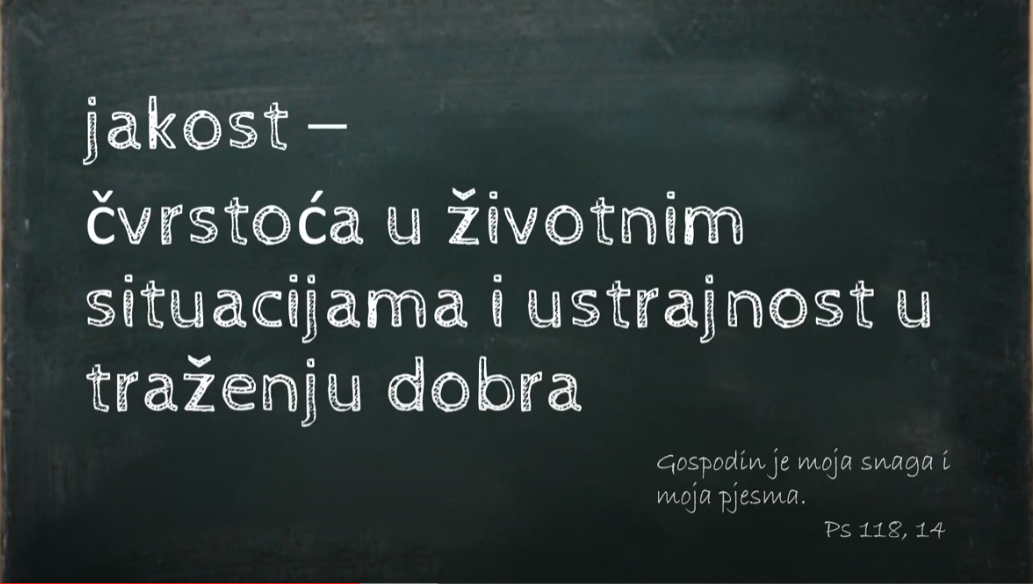 jakost –
čvrstoća u životnim
situacijama i ustrajnost u
traženju dobra
Gospodin je moja snaga i
moja pjesma.
Ps 118, 14